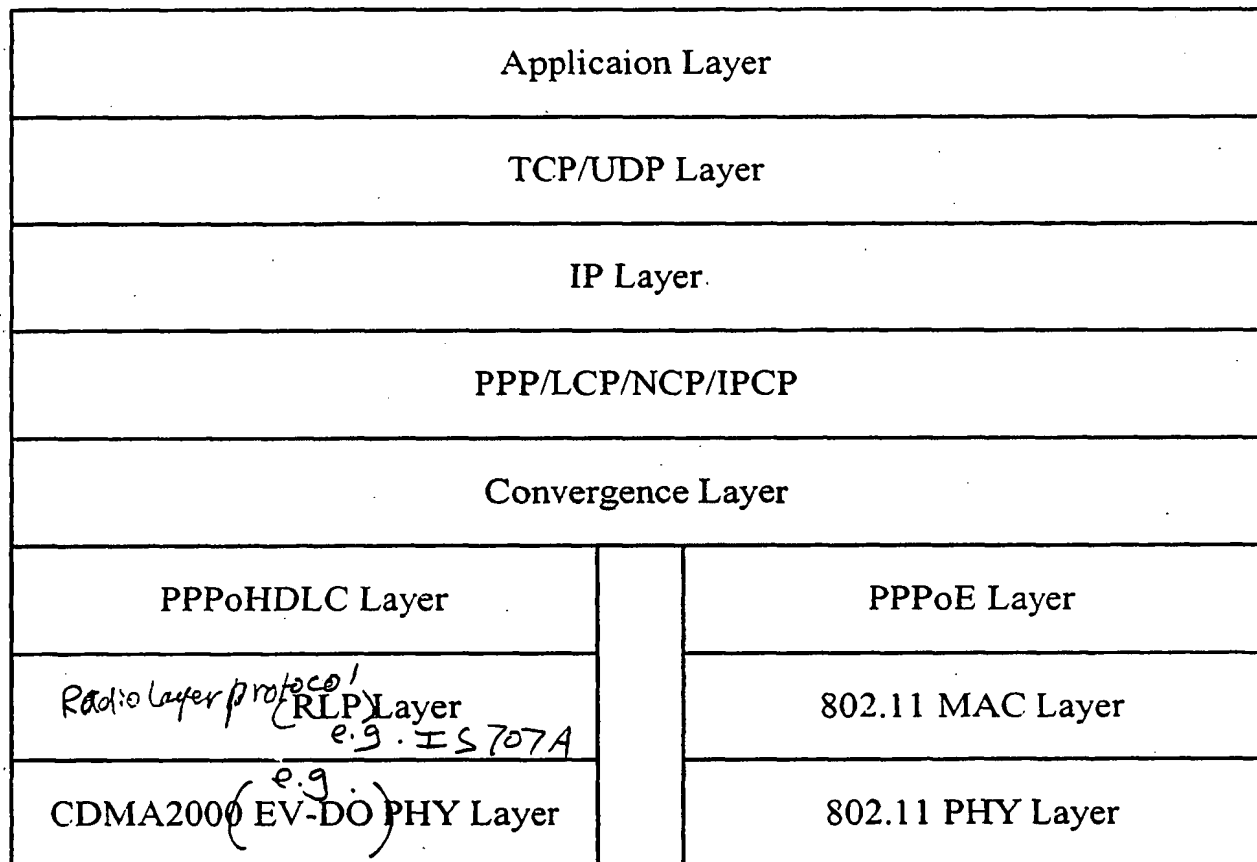 Applicaion Layer
TCP/UDP Layer
IP Layer
PPP/LCP/NCP/IPCP
Convergence Layer
PPPoHDLC Layer
PPPoE Layer
Radio layer protocol
(RLP) Layer
e.g. IS707A
802.11 MAC Layer
e.g.
CDMA2000 (EV-DO) PHY Layer
802.11 PHY Layer